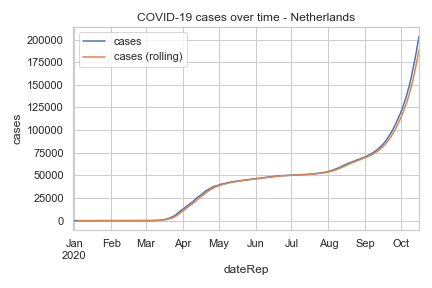 COVID-19 cases over time - Netherlands
cases
cases (rolling)
200000
175000
150000
125000
100000
75000
50000
25000
0
cases
Jan Feb Mar Apr May Jun Jul Aug Sep Oct
2020
dateRep